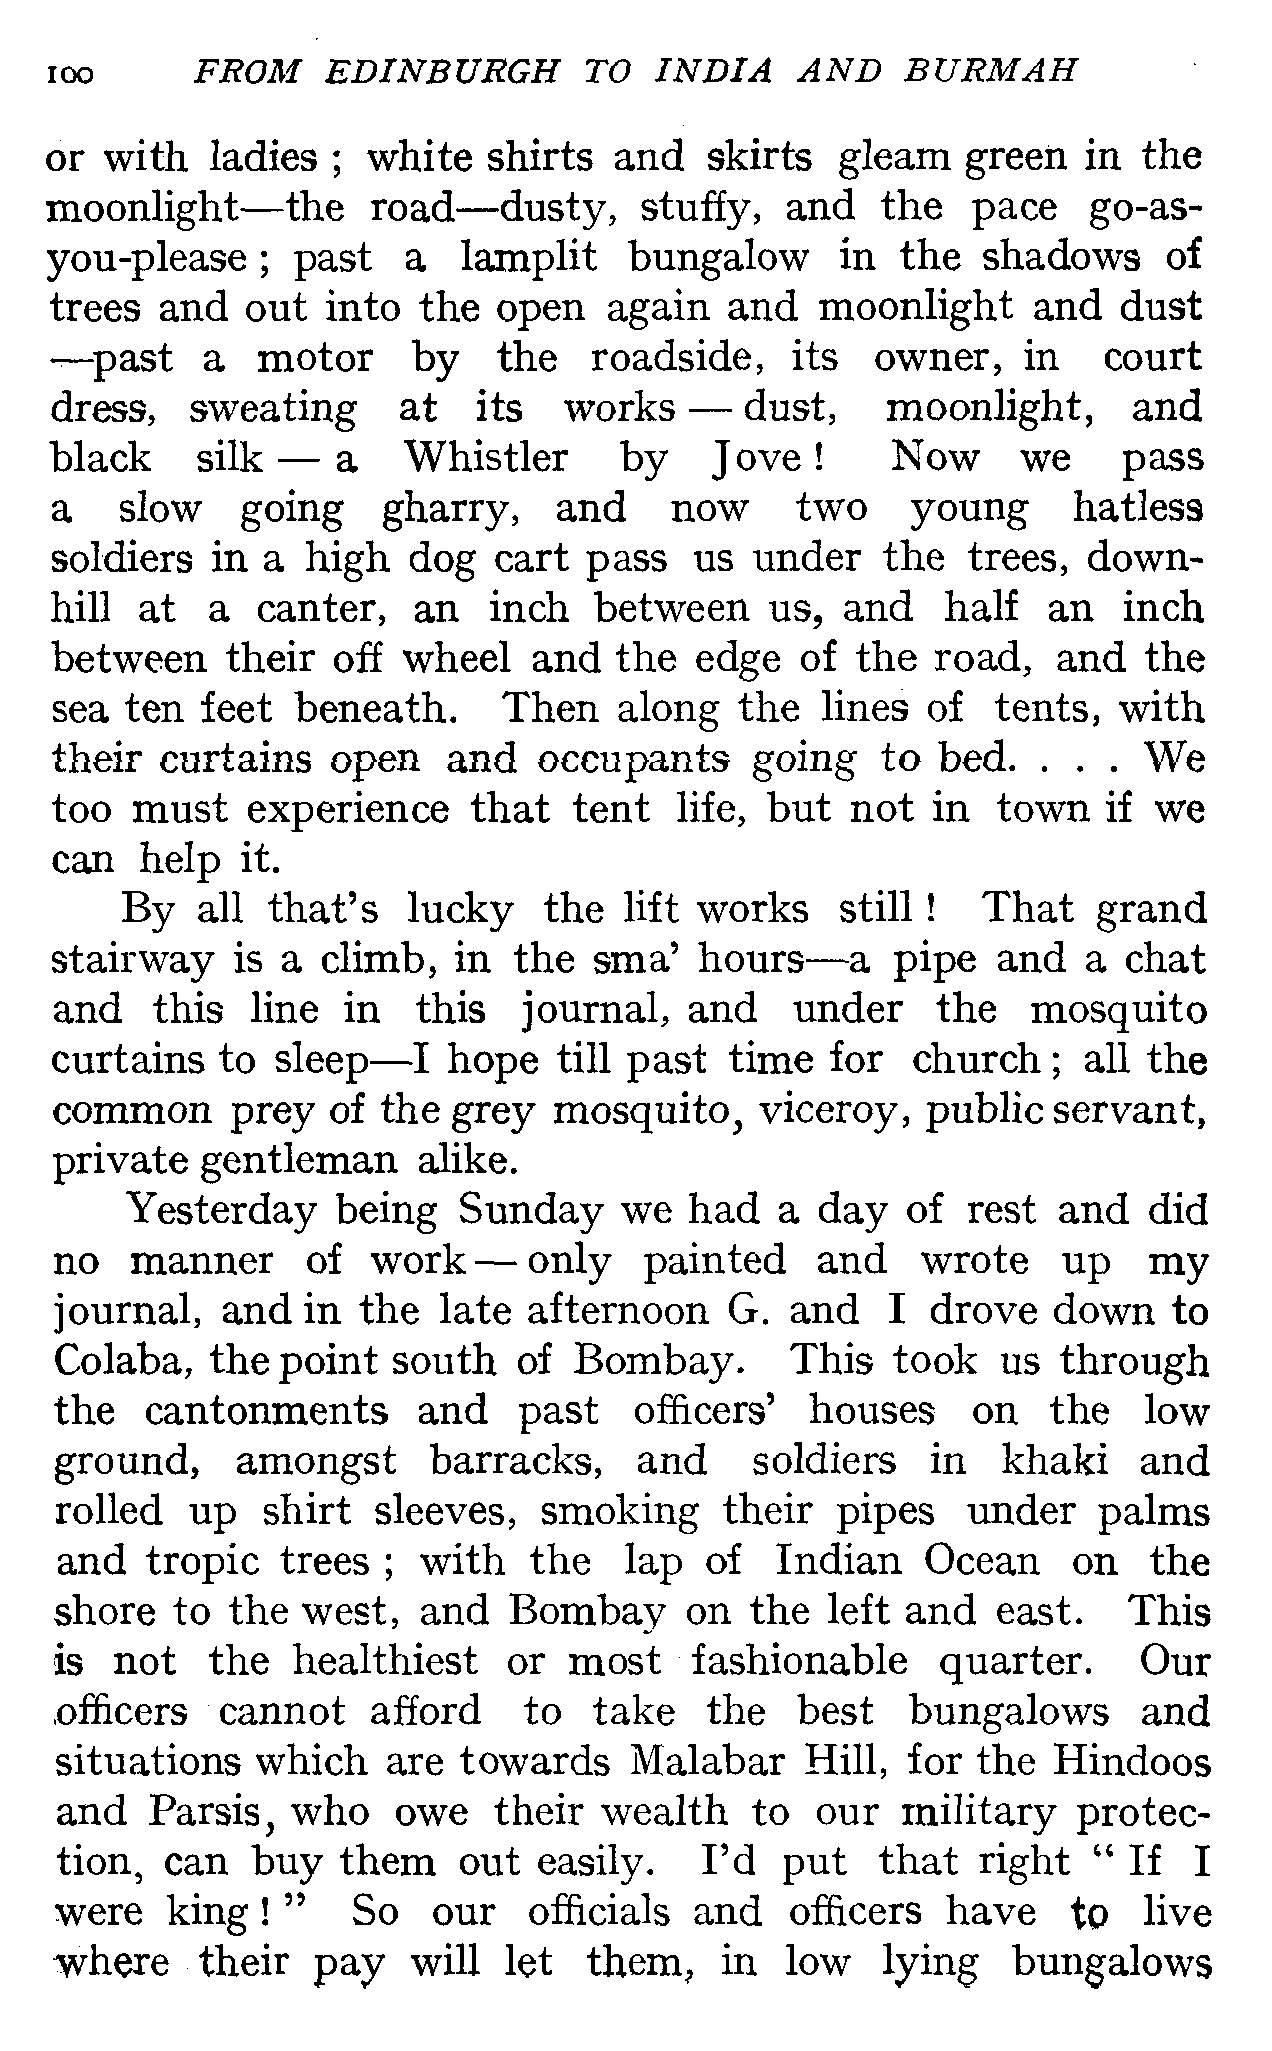 100 FROM EDINBURGH TO INDIA AND BURMAH
or with ladies ; white shirts and skirts gleam green in the
moonlight—the road—dusty, stuffy, and the pace go-as-
you-please ; past a lamplit bungalow in the shadows of
trees and out into the open again and moonlight and dust
—past a motor by the roadside, its owner, in court
dress, sweating at its works — dust, moonlight, and
black silk — a Whistler by Jove ! Now we pass
a slow going gharry, and now two young hatless
soldiers in a high dog cart pass us under the trees, down-
hill at a canter, an inch between us, and half an inch
between their off wheel and the edge of the road, and the
sea ten feet beneath. Then along the lines of tents, with
their curtains open and occupants going to bed. . . . We
too must experience that tent life, but not in town if we
can help it.
By all that's lucky the lift works still ! That grand
stairway is a climb, in the sma' hours—a pipe and a chat
and this line in this journal, and under the mosquito
curtains to sleep—I hope till past time for church ; all the
common prey of the grey mosquito, viceroy, public servant,
private gentleman alike.
Yesterday being Sunday we had a day of rest and did
no manner of work — only painted and wrote up my
journal, and in the late afternoon G. and I drove down to
Colaba, the point south of Bombay. This took us through
the cantonments and past officers' houses on the low
ground, amongst barracks, and soldiers in khaki and
rolled up shirt sleeves, smoking their pipes under palms
and tropic trees ; with the lap of Indian Ocean on the
shore to the west, and Bombay on the left and east. This
is not the healthiest or most fashionable quarter. Our
officers cannot afford to take the best bungalows and
situations which are towards Malabar Hill, for the Hindoos
and Parsis, who owe their wealth to our military protec-
tion, can buy them out easily. I'd put that right " If I
were king ! " So our officials and officers have to live
where their pay will let them, in low lying bungalows